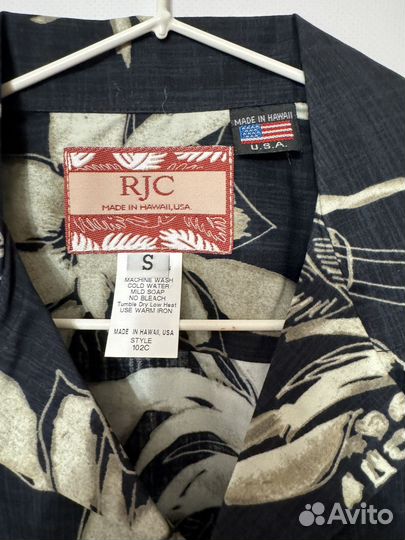 MADE IN HAWAII
U.S.A.
RJC
MADE IN HAWAII, USA.
S
MACHINE WASH
COLD WATER
MILD SOAP
NO BLEACH
Tumble Dry Low Heat
USE WARM IRON
MADE IN HAWAII, USA
STYLE
102C
Avito